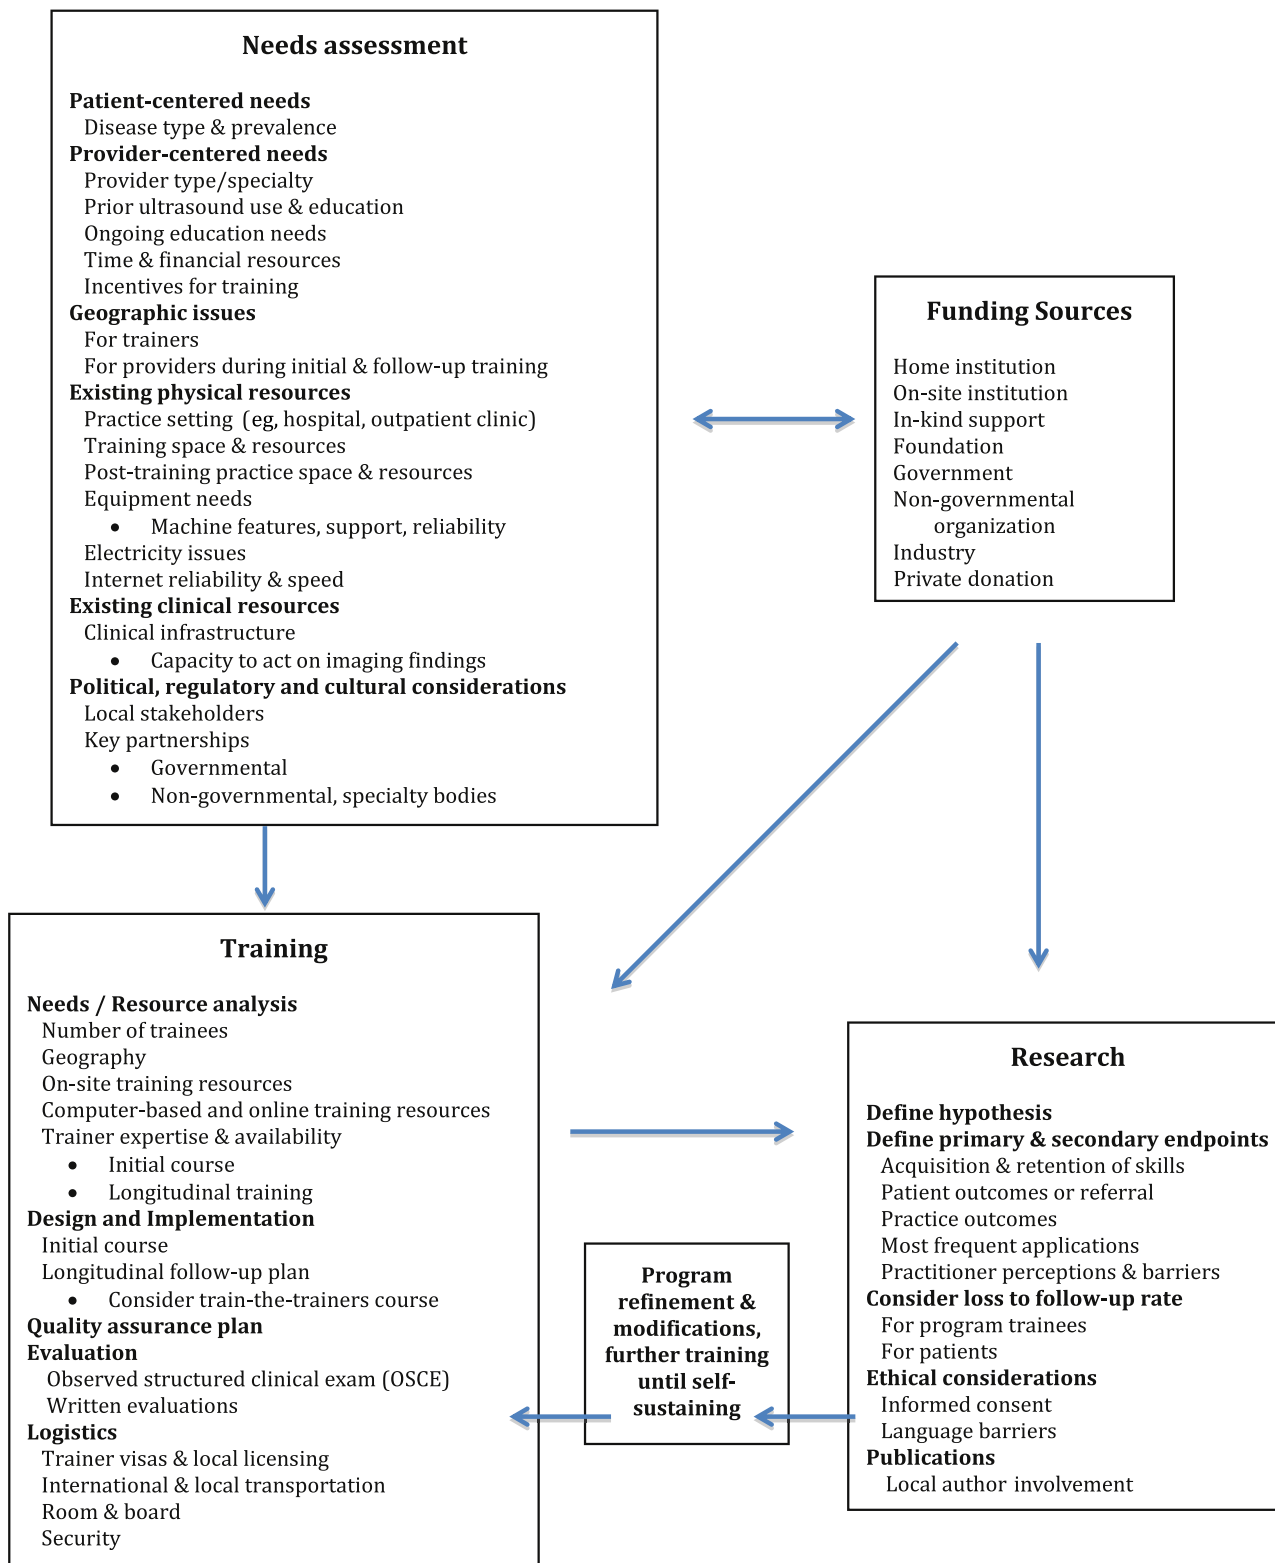 Needs assessment
Patient-centered needs
Disease type & prevalence
Provider-centered needs
Provider type/specialty
Prior ultrasound use & education
Ongoing education needs
Time & financial resources
Incentives for training
Geographic issues
For trainers
For providers during initial & follow-up training
Existing physical resources
Practice setting (eg, hospital, outpatient clinic)
Training space & resources
Post-training practice space & resources
Equipment needs
• Machine features, support, reliability
Electricity issues
Internet reliability & speed
Existing clinical resources
Clinical infrastructure
• Capacity to act on imaging findings
Political, regulatory and cultural considerations
Local stakeholders
Key partnerships
• Governmental
• Non-governmental, specialty bodies
Funding Sources
Home institution
On-site institution
In-kind support
Foundation
Government
Non-governmental
organization
Industry
Private donation
Training
Needs / Resource analysis
Number of trainees
Geography
On-site training resources
Computer-based and online training resources
Trainer expertise & availability
• Initial course
• Longitudinal training
Design and Implementation
Initial course
Longitudinal follow-up plan
• Consider train-the-trainers course
Quality assurance plan
Evaluation
Observed structured clinical exam (OSCE)
Written evaluations
Logistics
Trainer visas & local licensing
International & local transportation
Room & board
Security
Program
refinement &
modifications,
further training
until self-
sustaining
Research
Define hypothesis
Define primary & secondary endpoints
Acquisition & retention of skills
Patient outcomes or referral
Practice outcomes
Most frequent applications
Practitioner perceptions & barriers
Consider loss to follow-up rate
For program trainees
For patients
Ethical considerations
Informed consent
Language barriers
Publications
Local author involvement